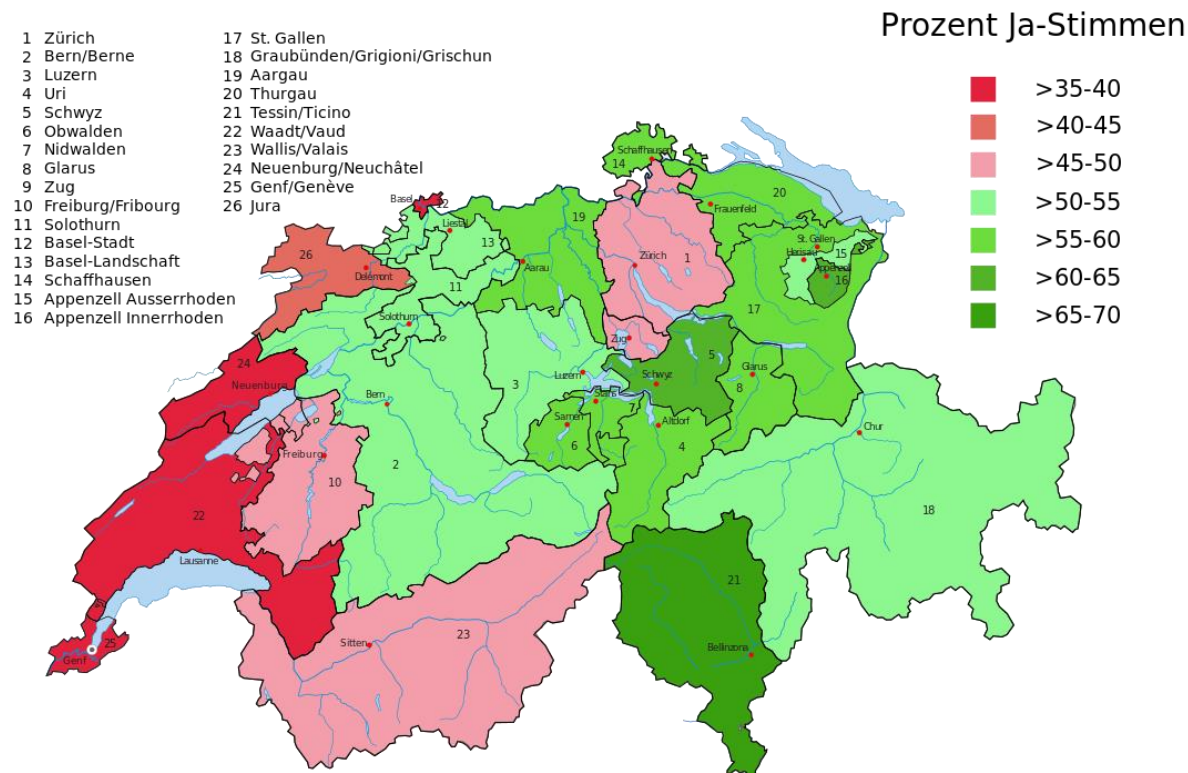 Prozent Ja-Stimmen
1 Zürich
2 Bern/Berne
3 Luzern
4 Uri
5 Schwyz
6 Obwalden
7 Nidwalden
8 Glarus
9 Zug
10 Freiburg/Fribourg
11 Solothurn
12 Basel-Stadt
13 Basel-Landschaft
14 Schaffhausen
15 Appenzell Ausserrhoden
16 Appenzell Innerrhoden
17 St. Gallen
18 Graubünden/Grigioni/Grischun
19 Aargau
20 Thurgau
21 Tessin/Ticino
22 Waadt/Vaud
23 Wallis/Valais
24 Neuenburg/Neuchâtel
25 Genf/Genève
26 Jura
>35-40
>40-45
>45-50
>50-55
>55-60
>60-65
>65-70
Schaffhausen
14
20
Basel
12
Frauenfeld
19
Liestal
13
St. Gallen
Herisau
15
26
Zürich
1
Aarau
Delémont
Appenzell
16
11
17
Solothurn
Zug
24
5
Glarus
Luzern
Schwyz
Neuenburg
3
8
Bern
Stans
Sarnen
Altdorf
Chur
6
4
Freiburg
2
10
22
18
Lausanne
21
23
25
Sitten
Bellinzona
Genf